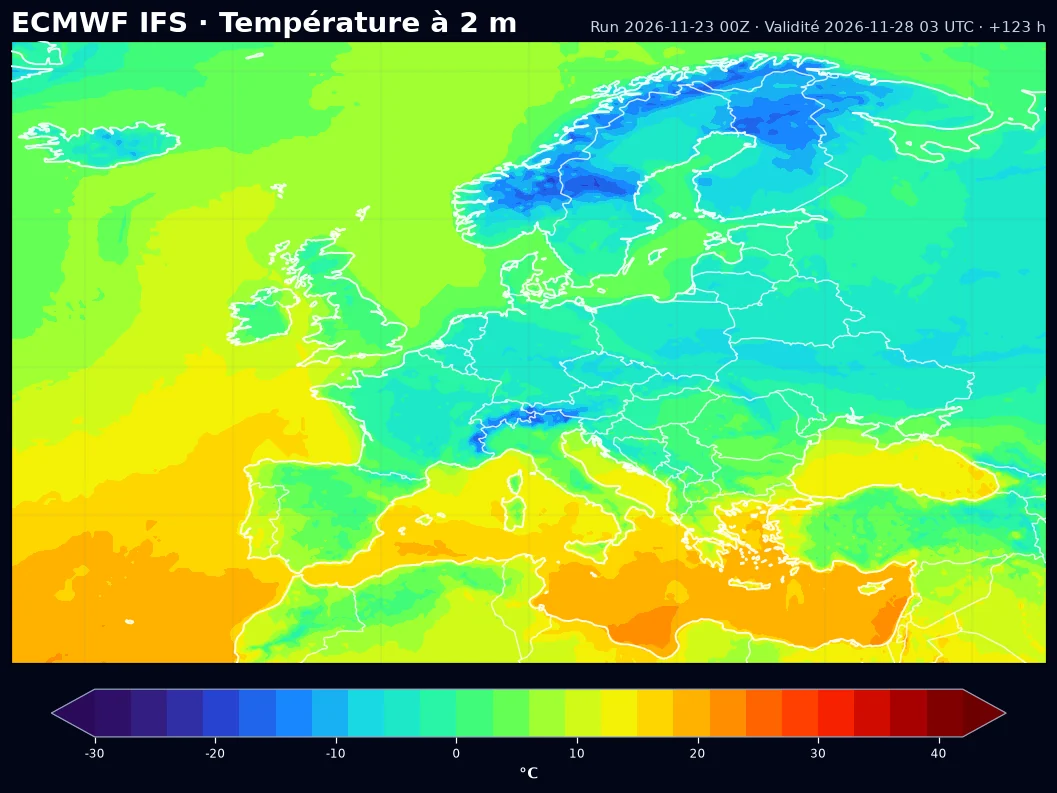 ECMWF IFS · Température à 2 m
Run 2026-11-23 00Z · Validité 2026-11-28 03 UTC · +123 h
-30 -20 -10 0 10 20 30 40
°C